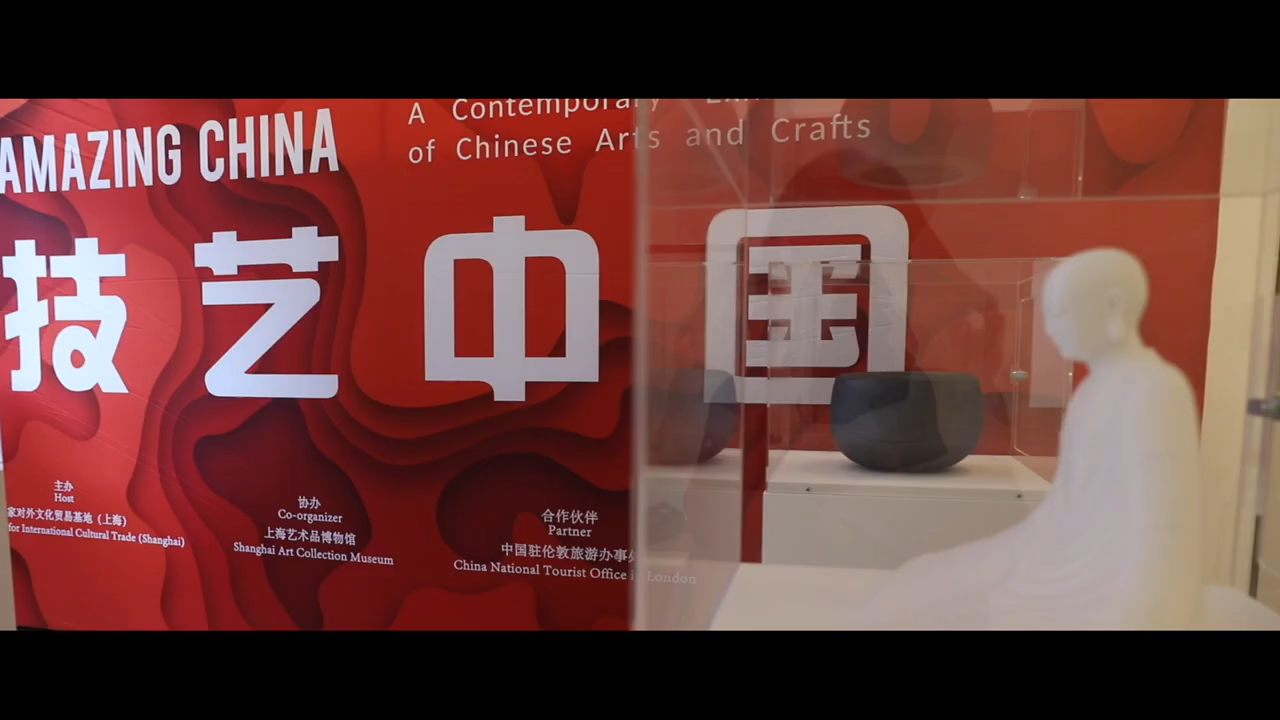 AMAZING CHINA
A Contemporary
of Chinese Arts and Crafts
技艺中国
主办
Host
家对外文化贸易基地（上海）
for International Cultural Trade (Shanghai)
协办
Co-organizer
上海艺术品博物馆
Shanghai Art Collection Museum
合作伙伴
Partner
中国驻伦敦旅游办事处
China National Tourist Office in London